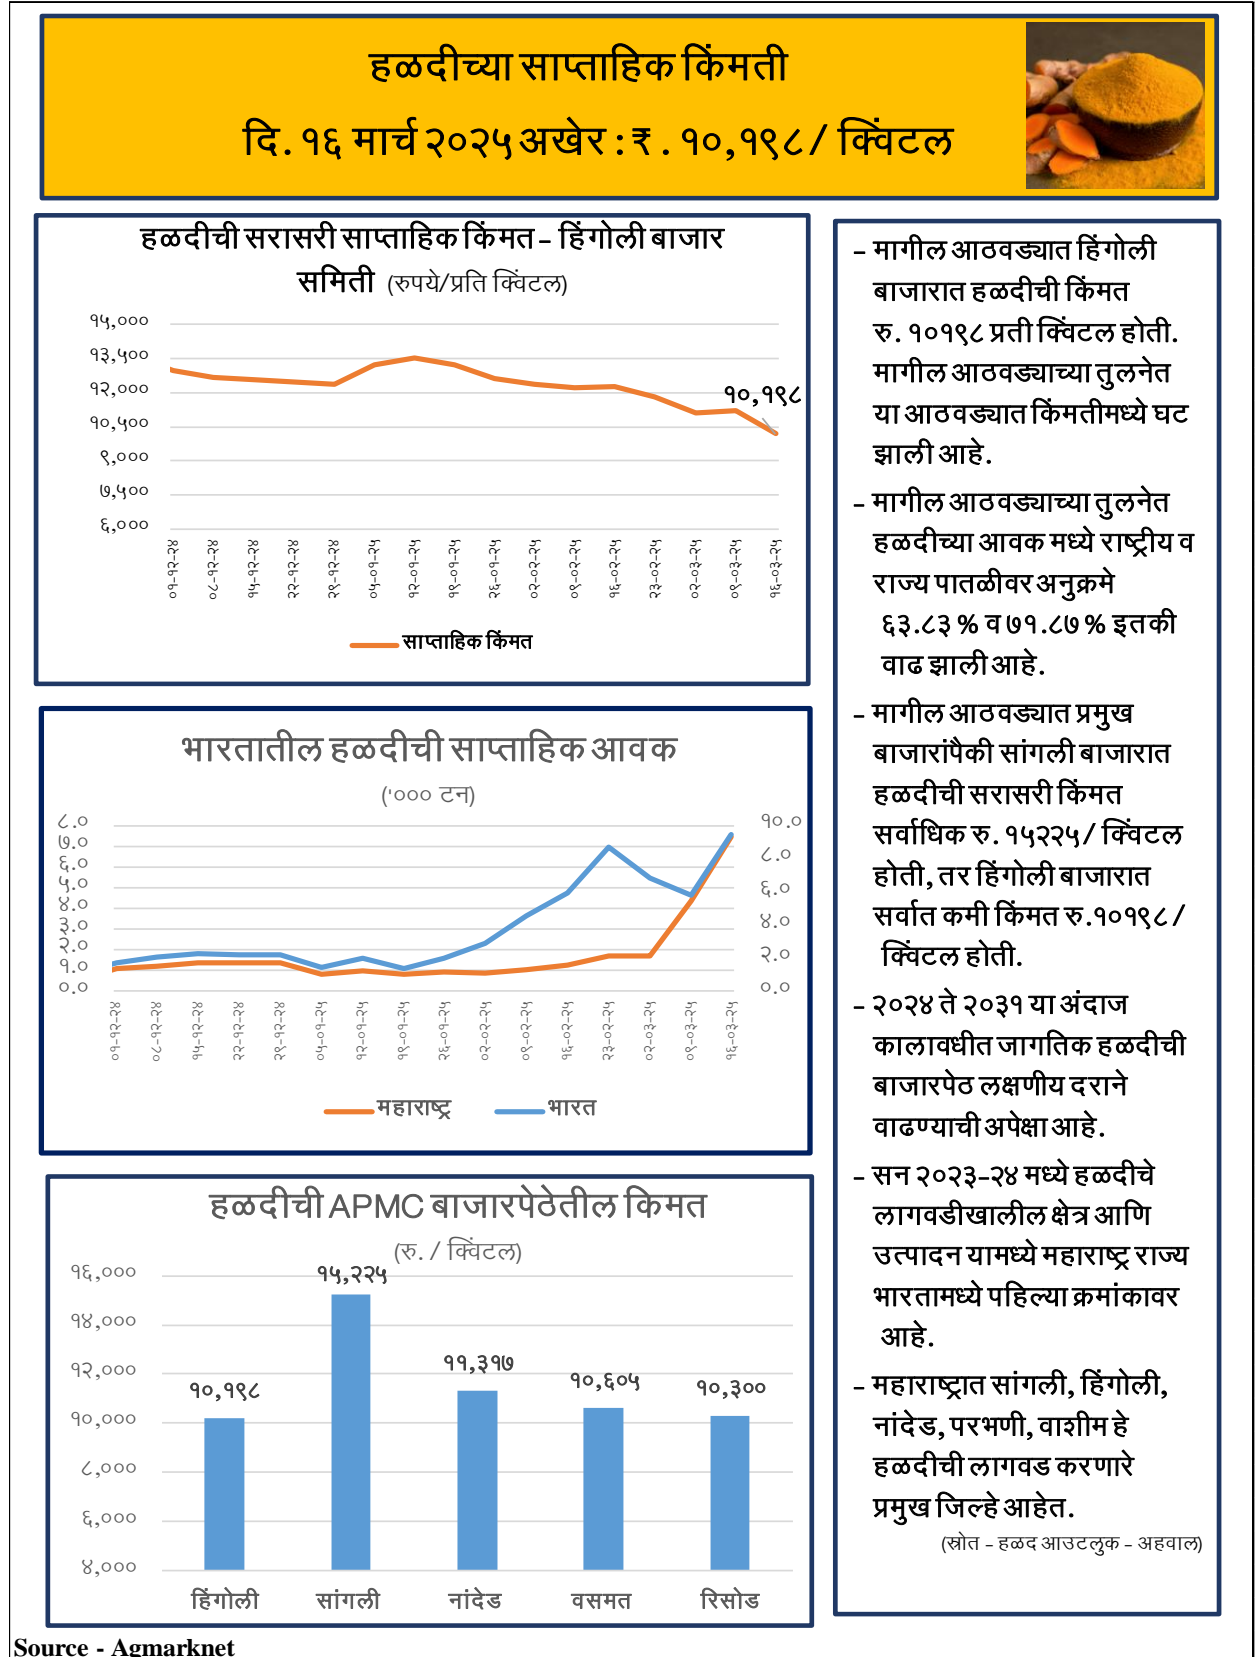 हळदीच्या साप्ताहिक किंमती
दि. १६ मार्च २०२५ अखेर : ₹ . १०,१९८/ क्विंटल
हळदीची सरासरी साप्ताहिक किंमत – हिंगोली बाजार
समिती (रुपये/प्रति क्विंटल)
१५,०००
१३,५००
१२,०००
१०,५००
९,०००
७,५००
६,०००
१०,१९८
०१-१२-२४
०८-१२-२४
१५-१२-२४
२२-१२-२४
२९-१२-२४
०५-०१-२५
१२-०१-२५
१९-०१-२५
२६-०१-२५
०२-०२-२५
०९-०२-२५
१६-०२-२५
२३-०२-२५
०२-०३-२५
०९-०३-२५
१६-०३-२५
साप्ताहिक किंमत
भारतातील हळदीची साप्ताहिक आवक
('००० टन)
८.०
७.०
६.०
५.०
४.०
३.०
२.०
१.०
०.०
१०.०
८.०
६.०
४.०
२.०
०.०
०१-१२-२४
०८-१२-२४
१५-१२-२४
२२-१२-२४
२९-१२-२४
०५-०१-२५
१२-०१-२५
१९-०१-२५
२६-०१-२५
०२-०२-२५
०९-०२-२५
१६-०२-२५
२३-०२-२५
०२-०३-२५
०९-०३-२५
१६-०३-२५
महाराष्ट्र
भारत
हळदीची APMC बाजारपेठेतील किमत
(रु. / क्विंटल)
१६,०००
१४,०००
१२,०००
१०,०००
८,०००
६,०००
४,०००
१०,१९८
१५,२२५
११,३१७
१०,६०५
१०,३००
हिंगोली
सांगली
नांदेड
वसमत
रिसोड
– मागील आठवड्यात हिंगोली
बाजारात हळदीची किंमत
रु. १०१९८ प्रती क्विंटल होती.
मागील आठवड्याच्या तुलनेत
या आठवड्यात किंमतीमध्ये घट
झाली आहे.
– मागील आठवड्याच्या तुलनेत
हळदीच्या आवक मध्ये राष्ट्रीय व
राज्य पातळीवर अनुक्रमे
६३.८३ % व ७१.८७ % इतकी
वाढ झाली आहे.
– मागील आठवड्यात प्रमुख
बाजारांपैकी सांगली बाजारात
हळदीची सरासरी किंमत
सर्वाधिक रु. १५२२५/ क्विंटल
होती, तर हिंगोली बाजारात
सर्वात कमी किंमत रु.१०१९८/
क्विंटल होती.
– २०२४ ते २०३१ या अंदाज
कालावधीत जागतिक हळदीची
बाजारपेठ लक्षणीय दराने
वाढण्याची अपेक्षा आहे.
– सन २०२३-२४ मध्ये हळदीचे
लागवडीखालील क्षेत्र आणि
उत्पादन यामध्ये महाराष्ट्र राज्य
भारतामध्ये पहिल्या क्रमांकावर
आहे.
– महाराष्ट्रात सांगली, हिंगोली,
नांदेड, परभणी, वाशीम हे
हळदीची लागवड करणारे
प्रमुख जिल्हे आहेत.
(स्रोत – हळद आउटलुक – अहवाल)
Source - Agmarknet